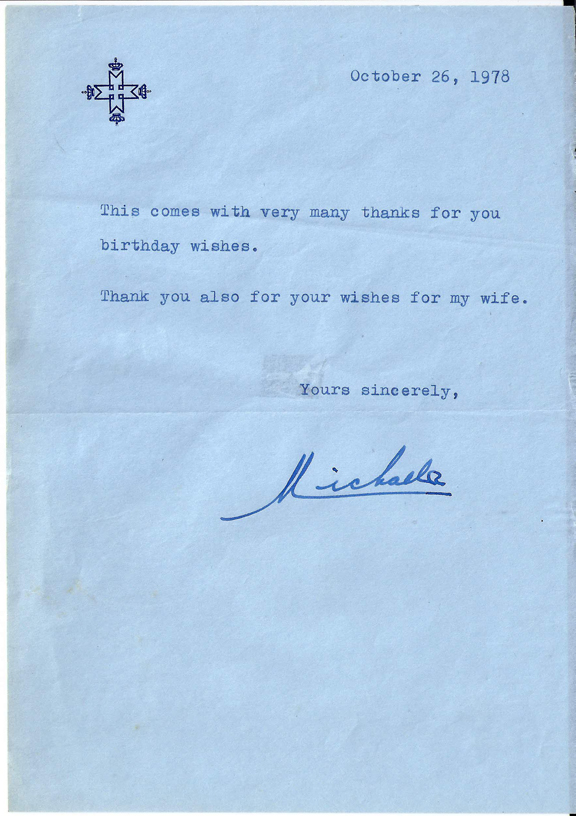 October 26, 1978
This comes with very many thanks for you
birthday wishes.
Thank you also for your wishes for my wife.
Yours sincerely,
Michael R